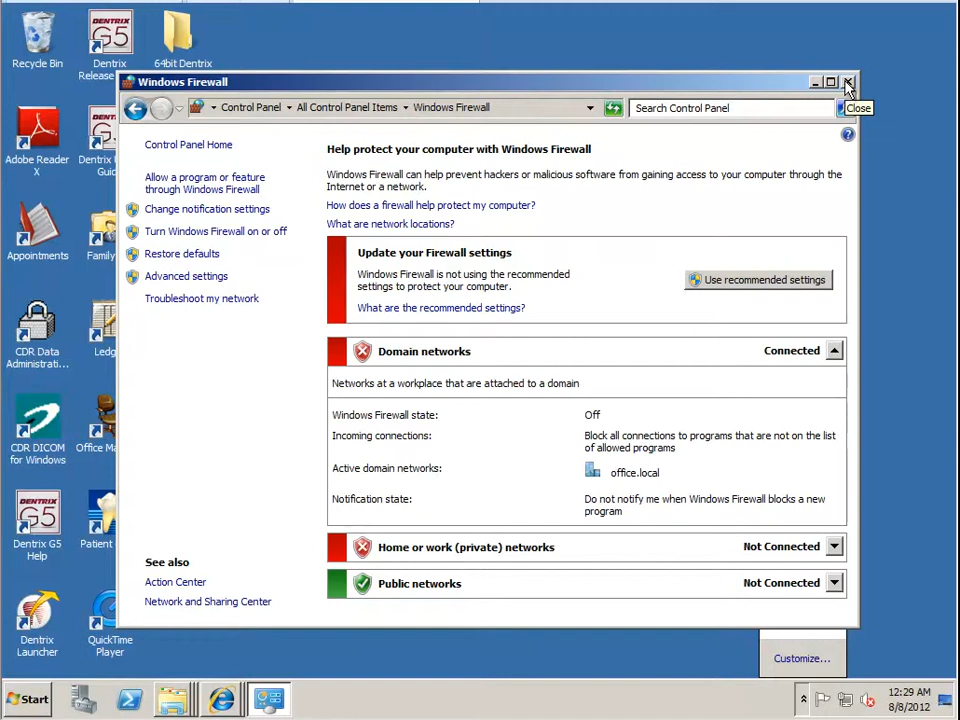 DENTRIX
G5
Recycle Bin
Dentrix
Release
64bit Dentrix
Windows Firewall
Control Panel
All Control Panel Items
Windows Firewall
Search Control Panel
Close
Adobe Reader
X
Dentrix
Guid
Control Panel Home
Allow a program or feature
through Windows Firewall
Change notification settings
Turn Windows Firewall on or off
Restore defaults
Advanced settings
Troubleshoot my network
Help protect your computer with Windows Firewall
Windows Firewall can help prevent hackers or malicious software from gaining access to your computer through the
Internet or a network.
How does a firewall help protect my computer?
What are network locations?
Update your Firewall settings
Windows Firewall is not using the recommended
settings to protect your computer.
Use recommended settings
What are the recommended settings?
Domain networks
Connected
Networks at a workplace that are attached to a domain
Windows Firewall state:
Off
Incoming connections:
Block all connections to programs that are not on the list
of allowed programs
Active domain networks:
office.local
Notification state:
Do not notify me when Windows Firewall blocks a new
program
Home or work (private) networks
Not Connected
Public networks
Not Connected
See also
Action Center
Network and Sharing Center
Appointments
Family
CDR Data
Administrati...
Ledg
CDR DICOM
for Windows
Office Ma
DENTRIX
G5
Dentrix G5
Help
Patient
Dentrix
Launcher
QuickTime
Player
Customize...
Start
12:29 AM
8/8/2012